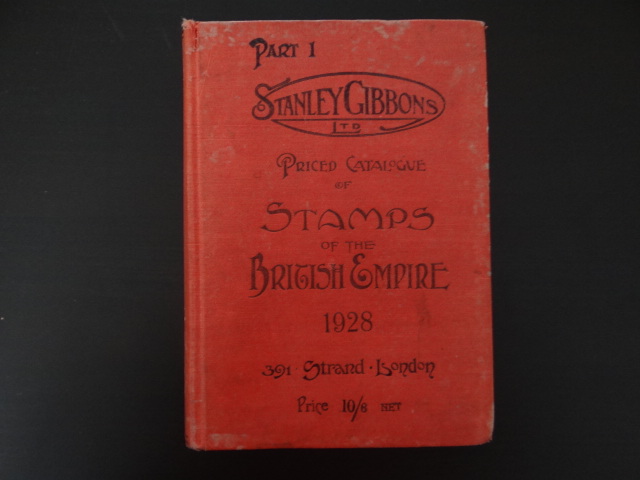 PART 1
STANLEY GIBBONS
LTD
PRICED CATALOGUE
OF
STAMPS
OF THE
BRITISH EMPIRE
1928
391 · Strand · London
Price 10/8 NET